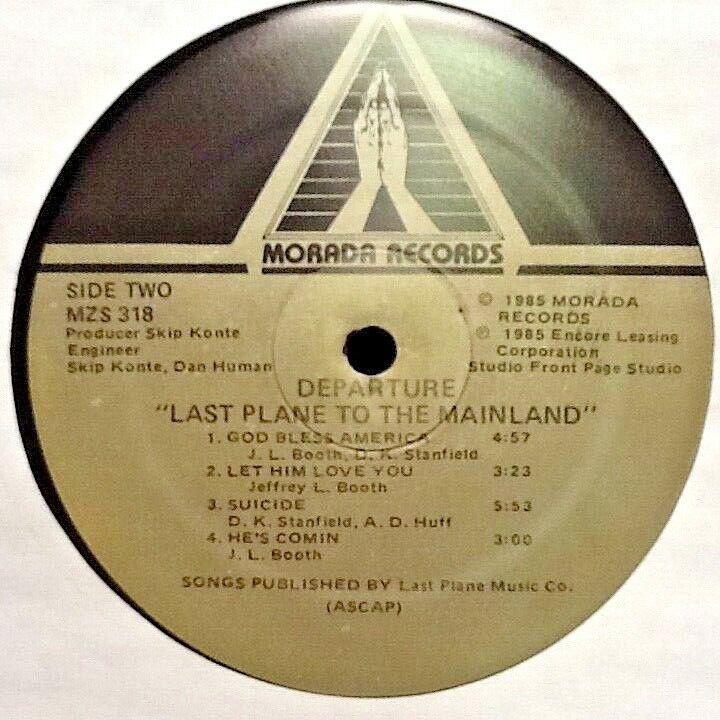 MORADA RECORDS
SIDE TWO
MZS 318
Producer Skip Konte
Engineer
Skip Konte, Dan Human
© 1985 MORADA
RECORDS
℗ 1985 Encore Leasing
Corporation
Studio Front Page Studio
DEPARTURE
"LAST PLANE TO THE MAINLAND"
1. GOD BLESS AMERICA 4:57
J. L. Booth, D. K. Stanfield
2. LET HIM LOVE YOU 3:23
Jeffrey L. Booth
3. SUICIDE 5:53
D. K. Stanfield, A. D. Huff
4. HE'S COMIN 3:00
J. L. Booth
SONGS PUBLISHED BY Last Plane Music Co.
(ASCAP)